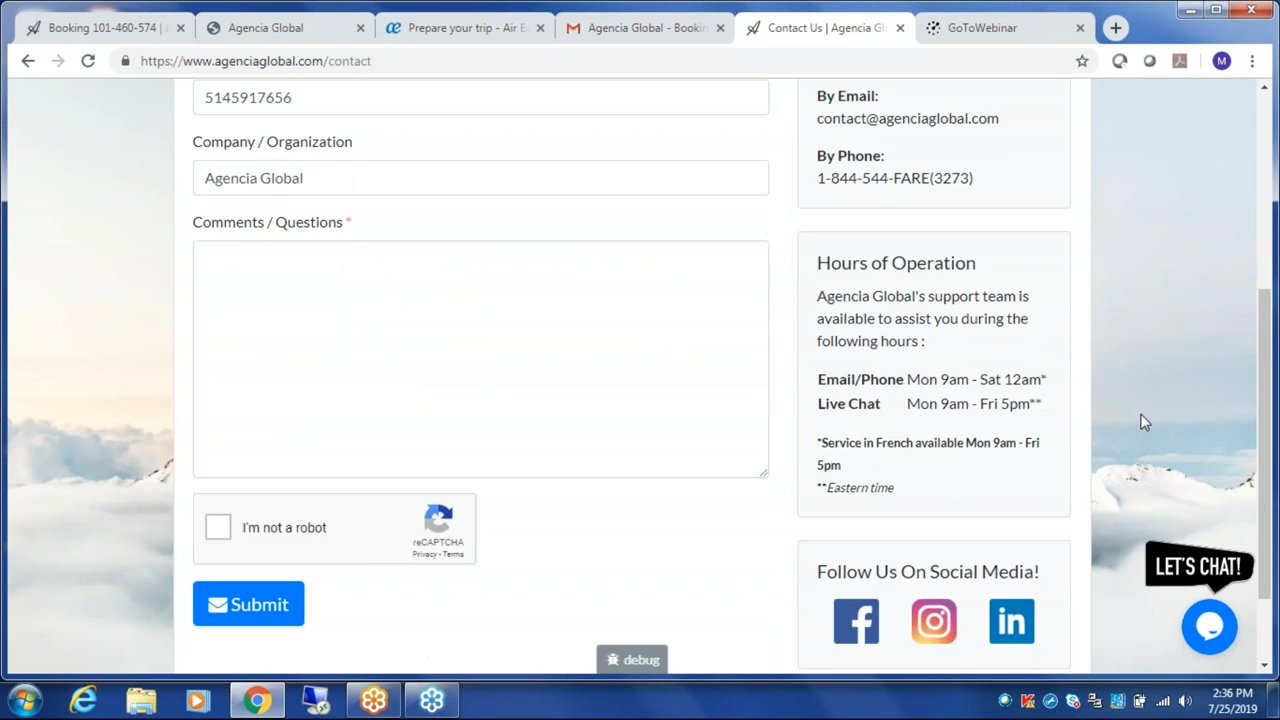 Booking 101-460-574 |
Agencia Global
Prepare your trip - Air E
Agencia Global - Bookin
Contact Us | Agencia Glo
GoToWebinar
https://www.agenciaglobal.com/contact
M
5145917656
Company / Organization
Agencia Global
Comments / Questions *
I'm not a robot
reCAPTCHA
Privacy - Terms
Submit
By Email:
contact@agenciaglobal.com
By Phone:
1-844-544-FARE(3273)
Hours of Operation
Agencia Global's support team is
available to assist you during the
following hours :
Email/Phone Mon 9am - Sat 12am*
Live Chat Mon 9am - Fri 5pm**
*Service in French available Mon 9am - Fri
5pm
**Eastern time
Follow Us On Social Media!
LET'S CHAT!
debug
2:36 PM
7/25/2019